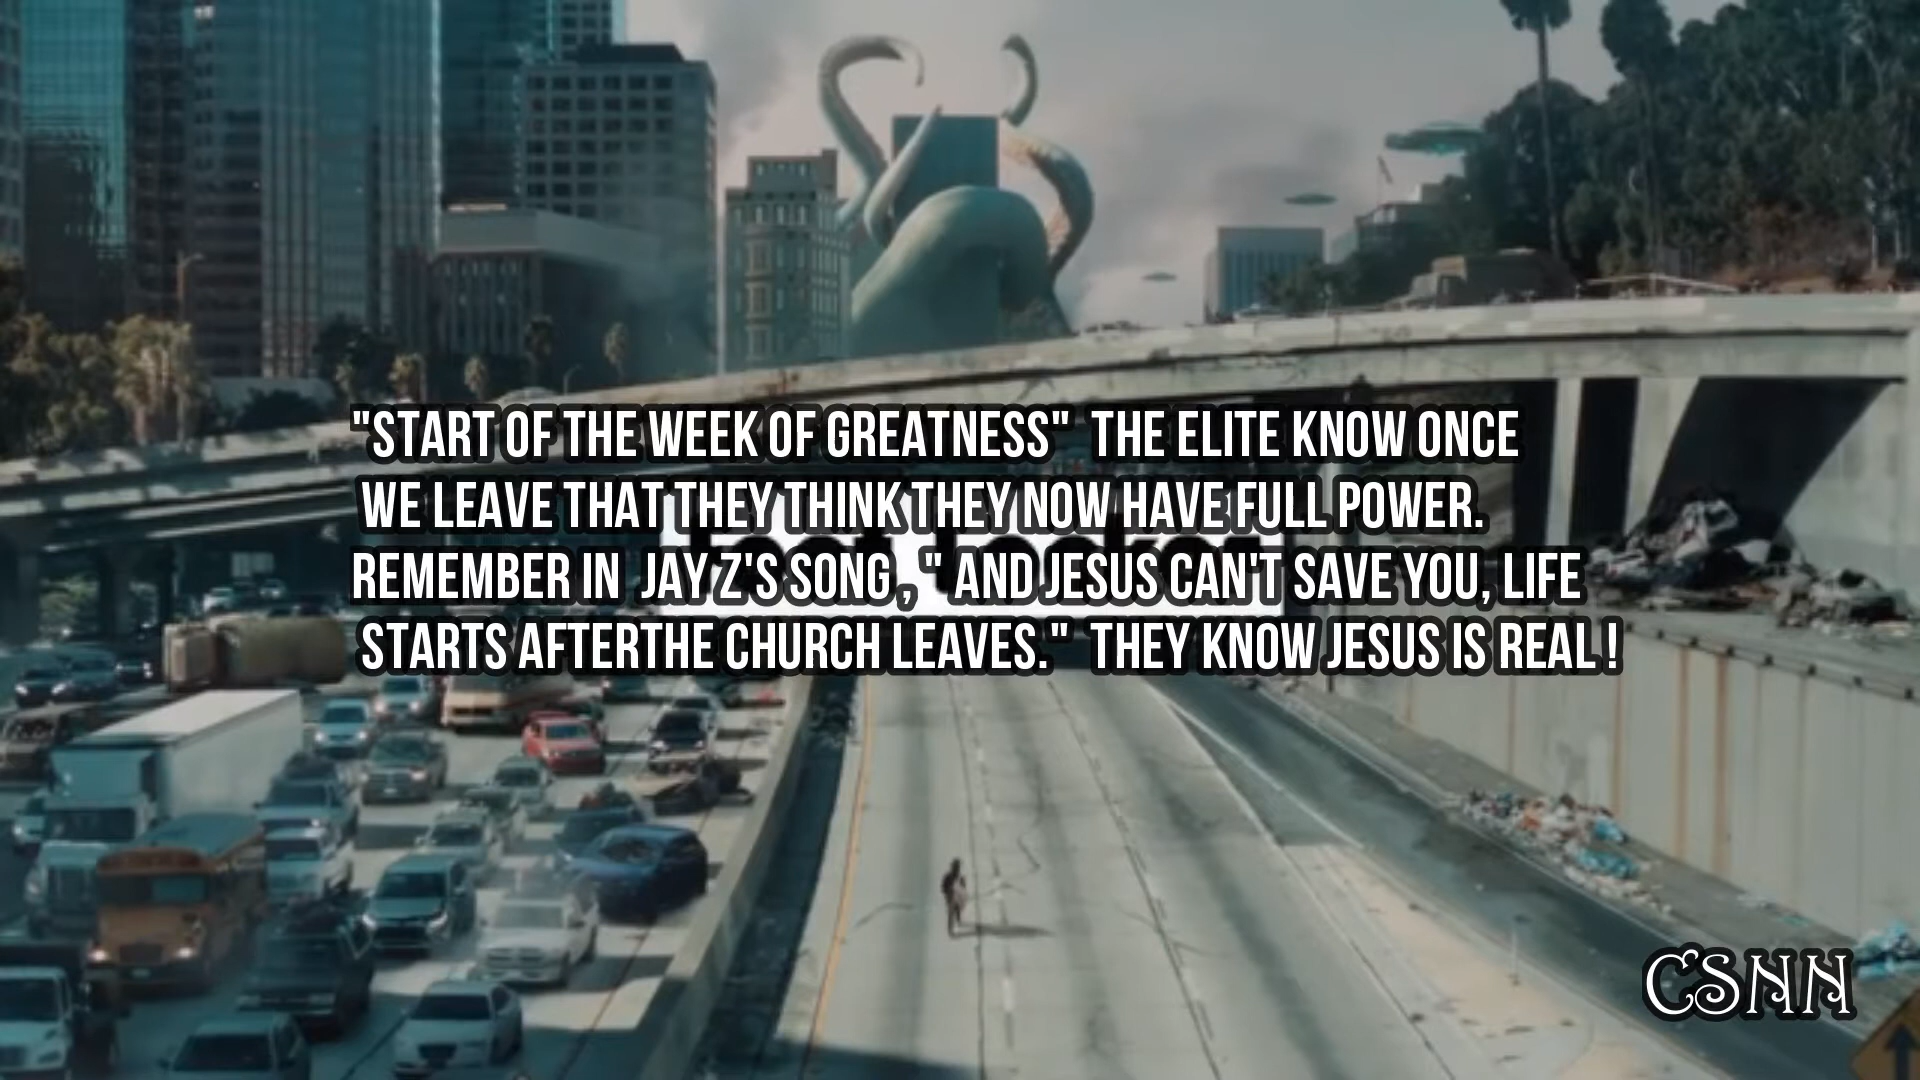 "START OF THE WEEK OF GREATNESS" THE ELITE KNOW ONCE
WE LEAVE THAT THEY THINK THEY NOW HAVE FULL POWER.
REMEMBER IN JAY Z'S SONG , " AND JESUS CAN'T SAVE YOU, LIFE
STARTS AFTERTHE CHURCH LEAVES." THEY KNOW JESUS IS REAL !
CSNN